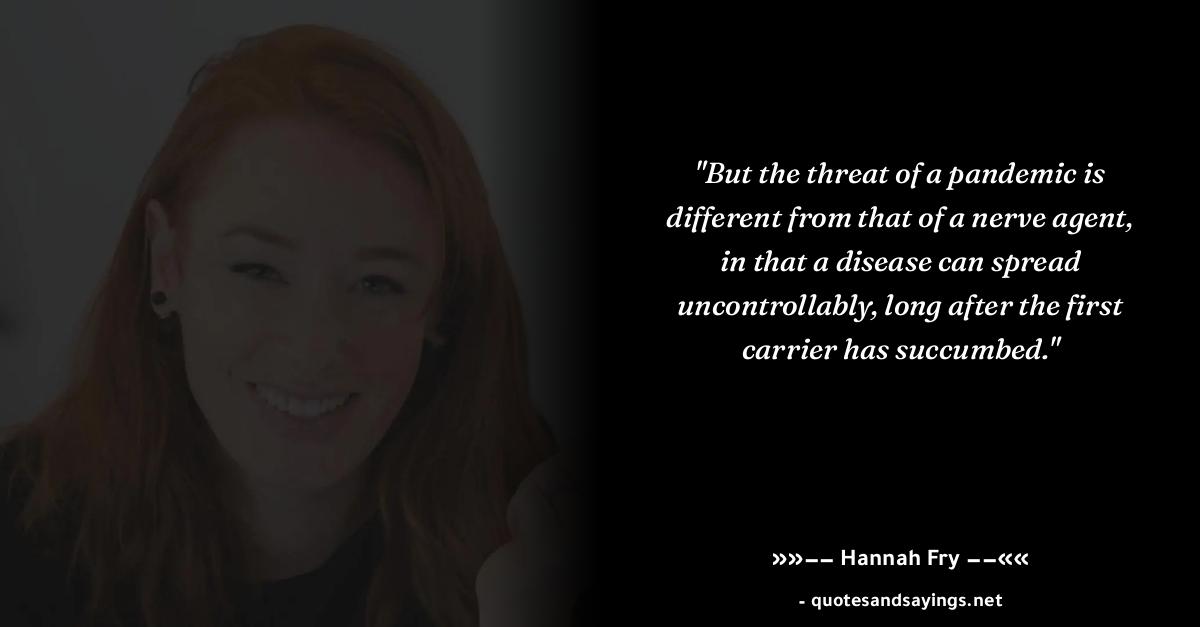 "But the threat of a pandemic is
different from that of a nerve agent,
in that a disease can spread
uncontrollably, long after the first
carrier has succumbed."
»»−− Hannah Fry −−««
- quotesandsayings.net